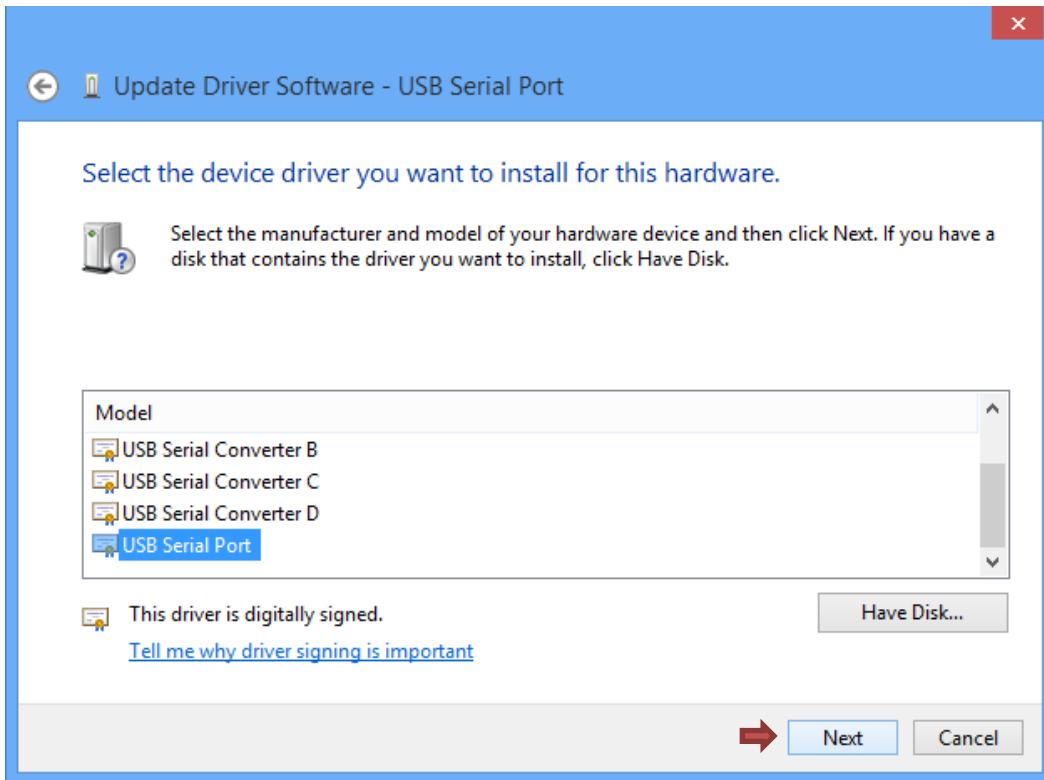 Update Driver Software - USB Serial Port
Select the device driver you want to install for this hardware.
Select the manufacturer and model of your hardware device and then click Next. If you have a
disk that contains the driver you want to install, click Have Disk.
Model
USB Serial Converter B
USB Serial Converter C
USB Serial Converter D
USB Serial Port
This driver is digitally signed.
Have Disk...
Tell me why driver signing is important
Next
Cancel